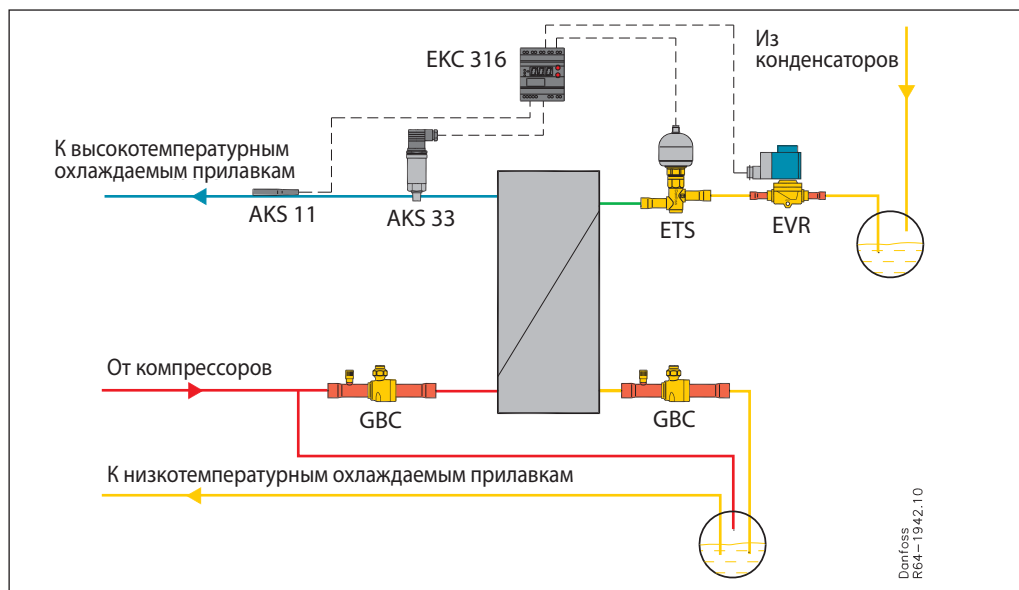 EKC 316
Из
конденсаторов
К высокотемпературным
охлаждаемым прилавкам
AKS 11
AKS 33
ETS
EVR
От компрессоров
GBC
GBC
К низкотемпературным охлаждаемым прилавкам
Danfoss
R64-1942.10